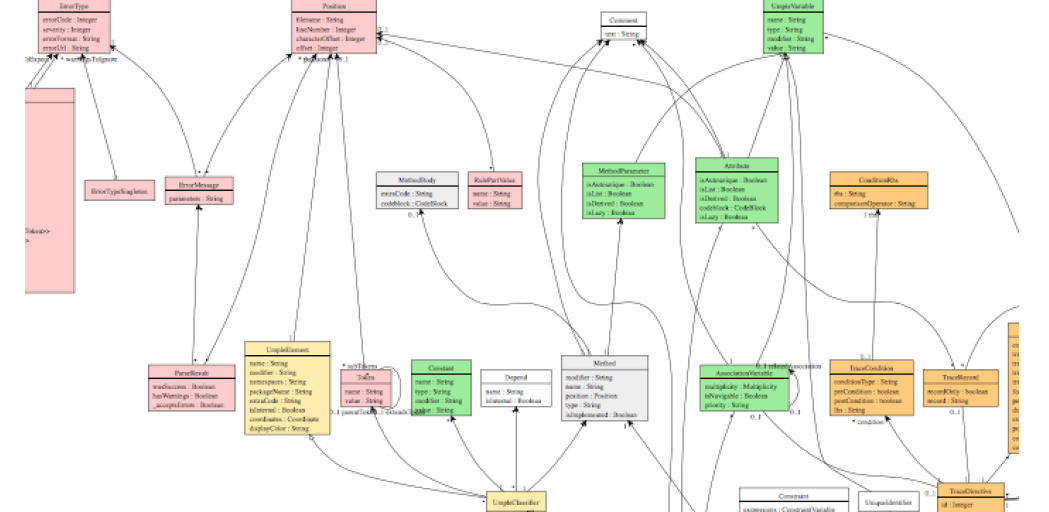 ErrorType
errorCode : Integer
severity : Integer
errorFormat : String
errorUrl : String
* warningsToIgnore
Position
filename : String
lineNumber : Integer
characterOffset : Integer
offset : Integer
Comment
text : String
UmpleVariable
name : String
type : String
modifier : String
value : String
ErrorTypeSingleton
ErrorMessage
parameters : String
MethodBody
extraCode : String
codeblock : CodeBlock
RulePartValue
name : String
value : String
MethodParameter
isAutounique : Boolean
isList : Boolean
isDerived : Boolean
isLazy : Boolean
Attribute
isAutounique : Boolean
isList : Boolean
isDerived : Boolean
codeblock : CodeBlock
isLazy : Boolean
ConditionRhs
rhs : String
comparisonOperator : String
1 rhs
ParseResult
wasSuccess : Boolean
hasWarnings : Boolean
_acceptsErrors : Boolean
UmpleElement
name : String
modifier : String
namespaces : String
packageName : String
extraCode : String
isInternal : Boolean
coordinates : Coordinate
displayColor : String
* subTokens
Token
name : String
value : String
Constant
name : String
type : String
modifier : String
value : String
Depend
name : String
isInternal : Boolean
Method
modifier : String
name : String
position : Position
type : String
isImplemented : Boolean
0..1 relatedAssociation
AssociationVariable
multiplicity : Multiplicity
isNavigable : Boolean
priority : String
0..1
0..1
TraceCondition
conditionType : String
preCondition : Boolean
postCondition : Boolean
lhs : String
* condition
TraceRecord
recordOnly : Boolean
record : String
0..1
UmpleClassifier
Constraint
expressions : ConstraintVariable
UniqueIdentifier
0..1
TraceDirective
id : Integer